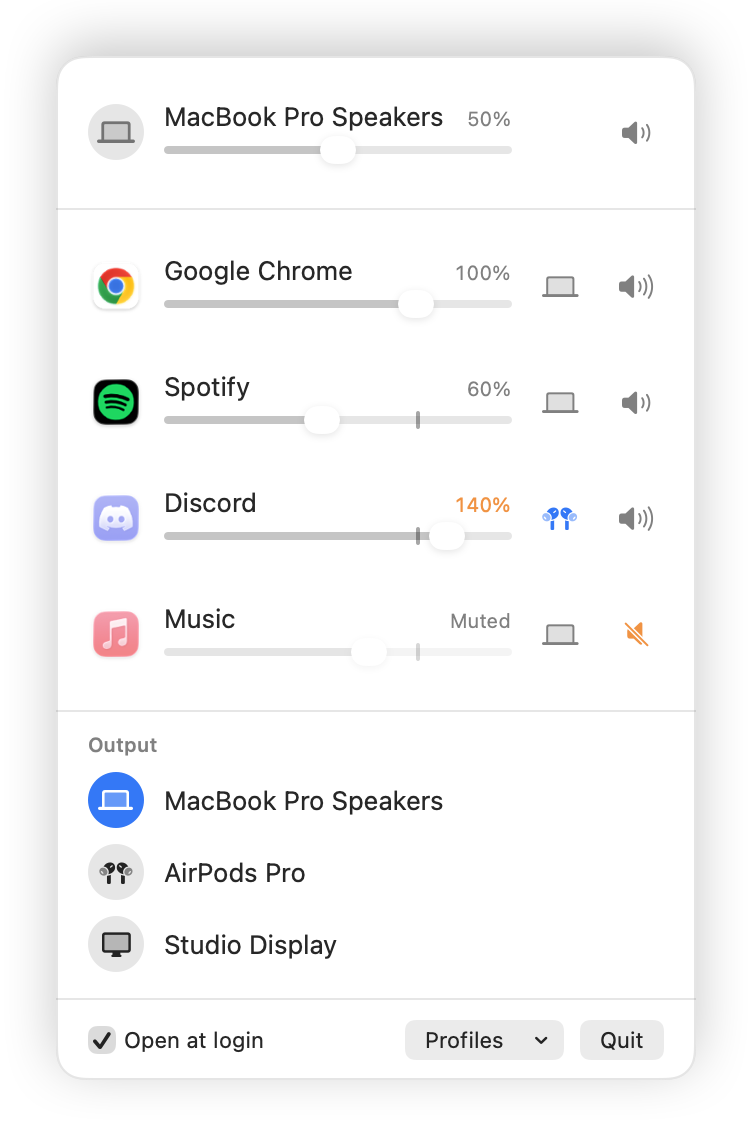 MacBook Pro Speakers 50%
Google Chrome 100%
Spotify 60%
Discord 140%
Music Muted
Output
MacBook Pro Speakers
AirPods Pro
Studio Display
Open at login Profiles Quit